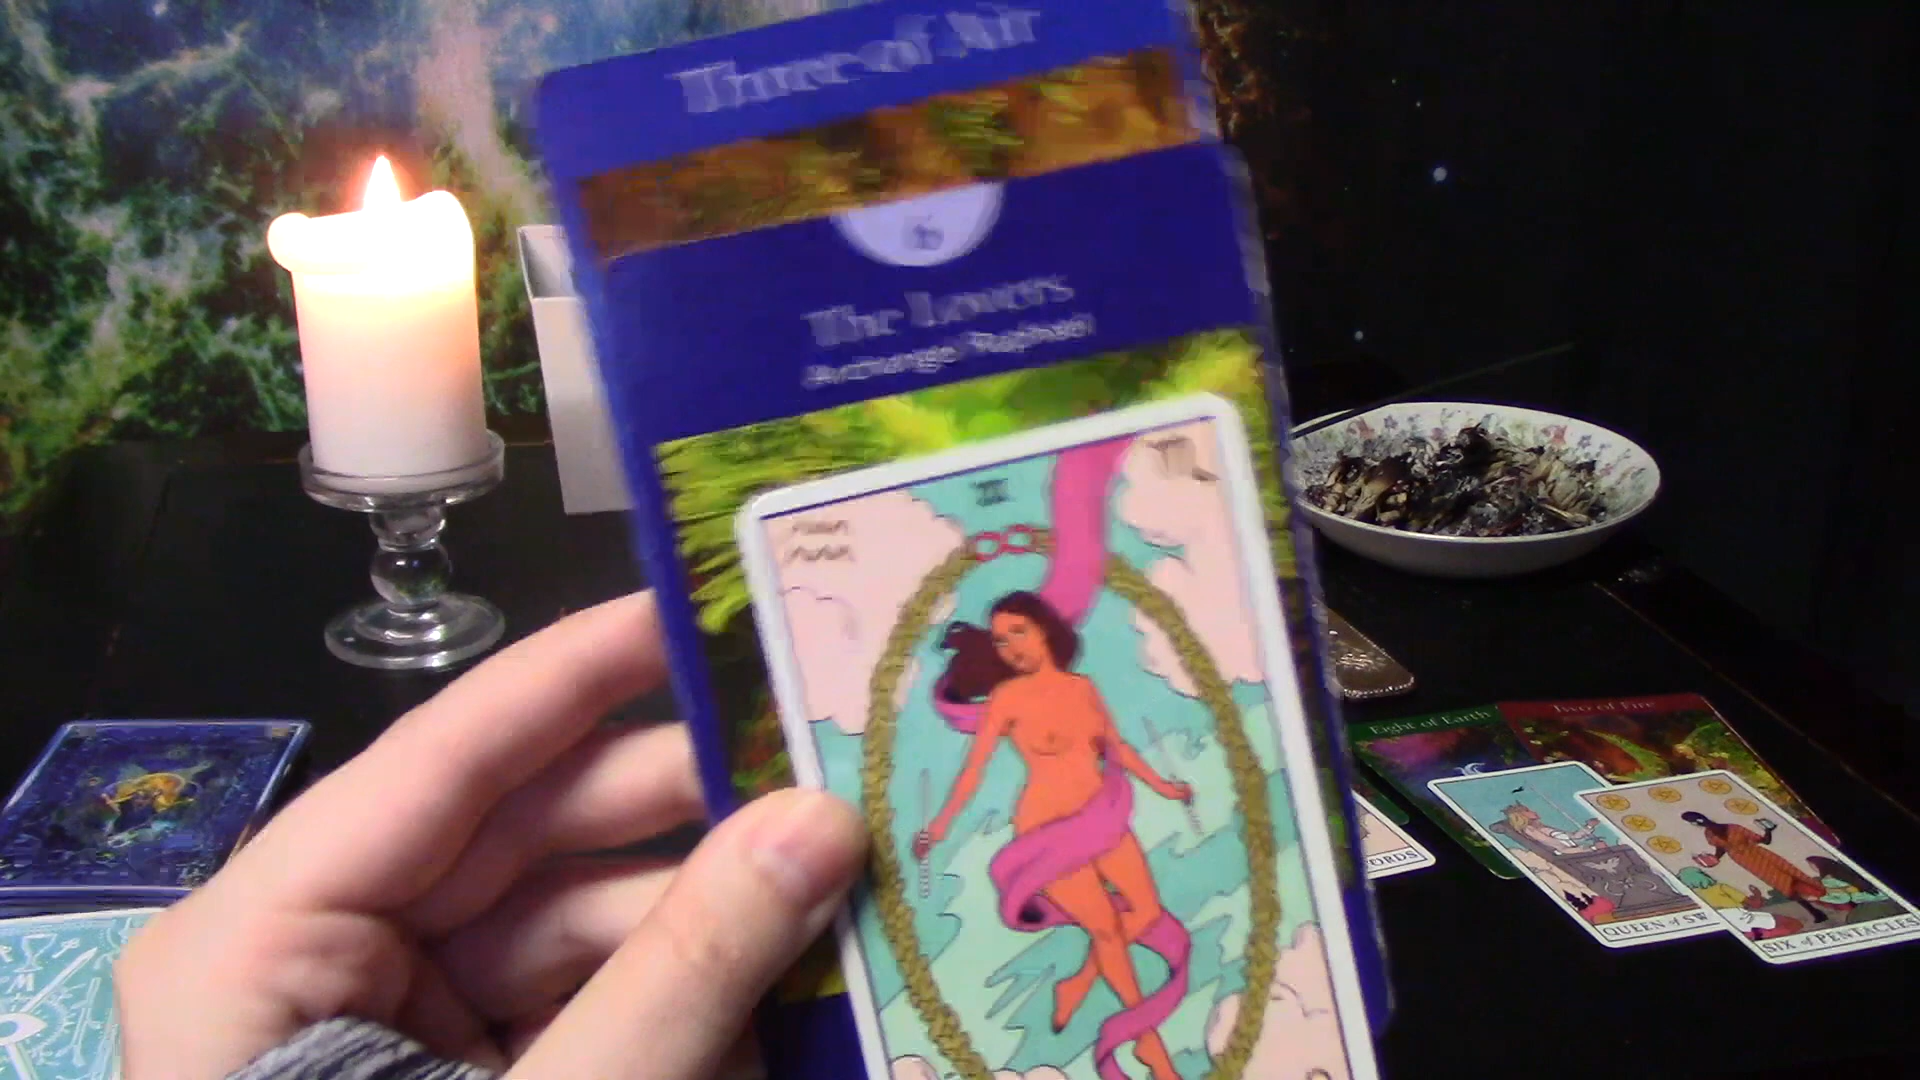 Three of Air
The Lovers
Archangel Raphael
Eight of Earth
Two of Fire
ORDS
QUEEN of SW
SIX of PENTACLES